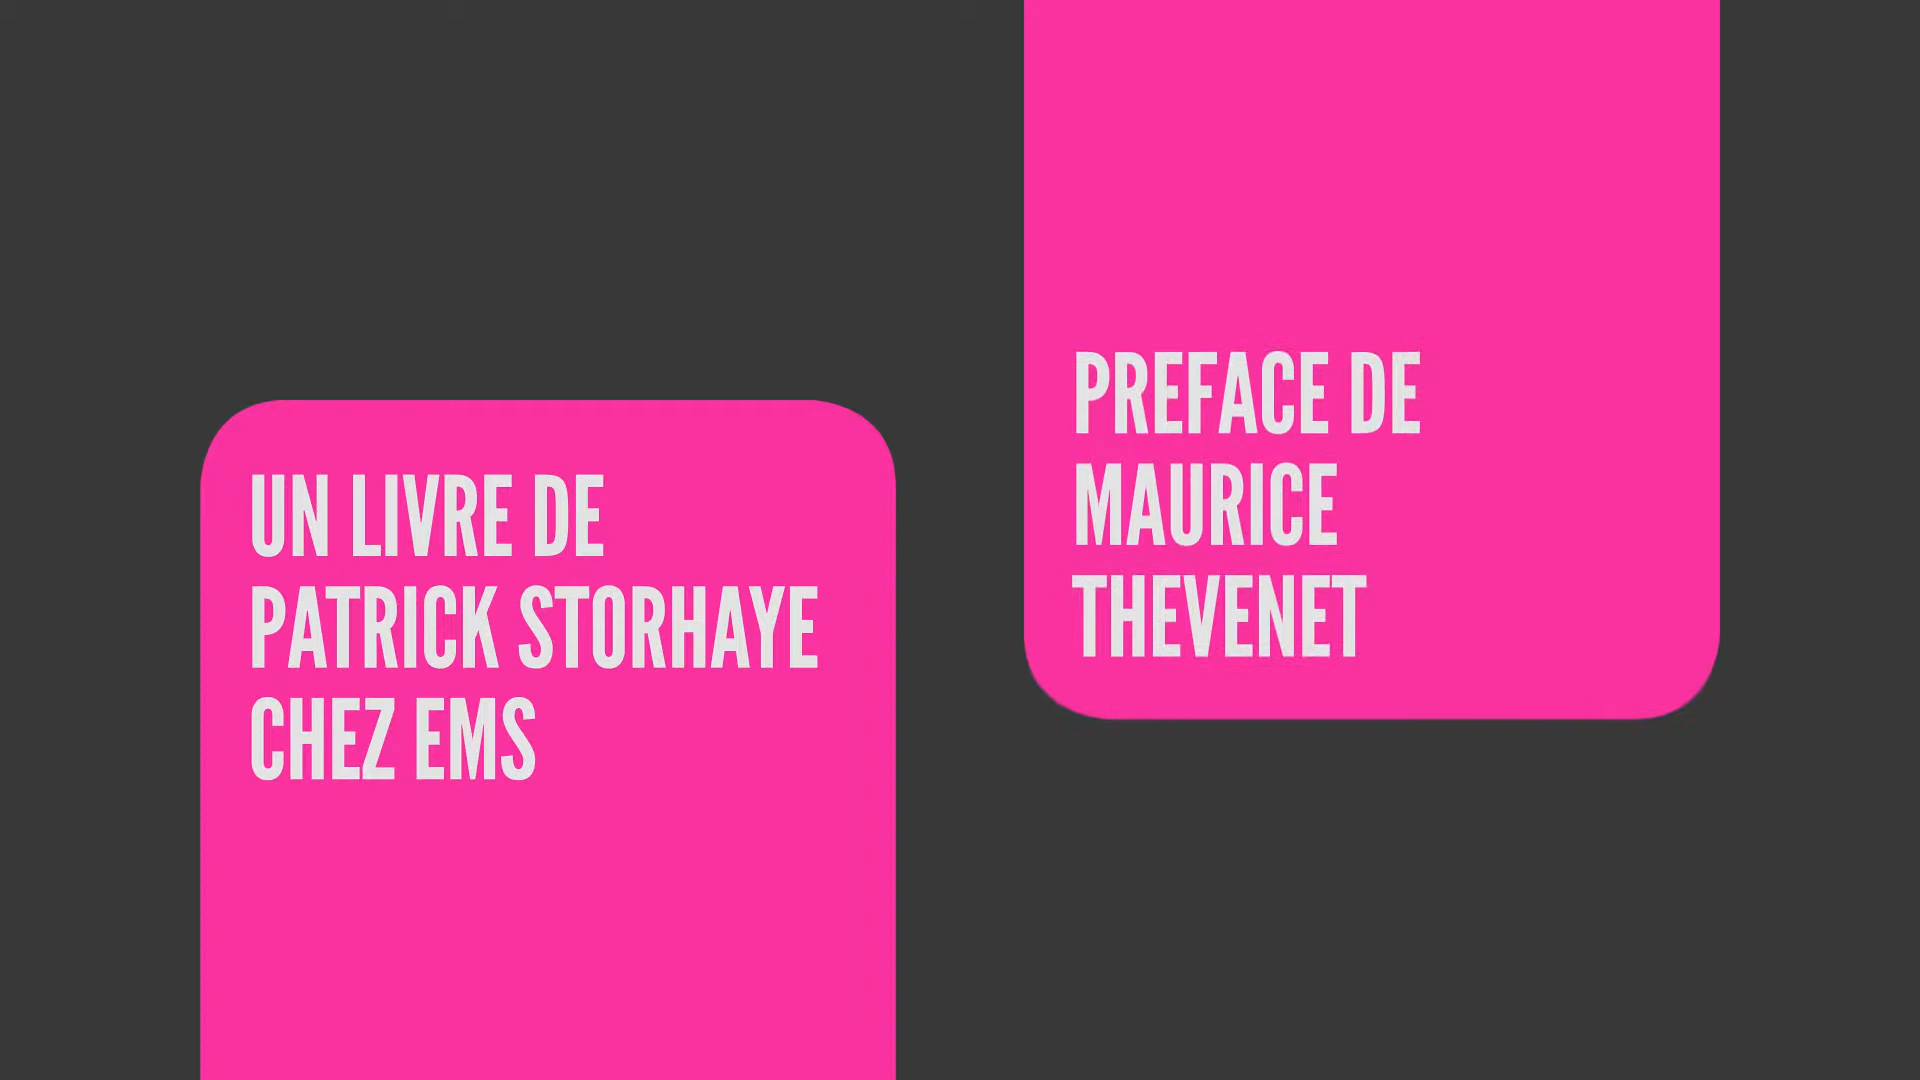 UN LIVRE DE
PATRICK STORHAYE
CHEZ EMS
PREFACE DE
MAURICE
THEVENET